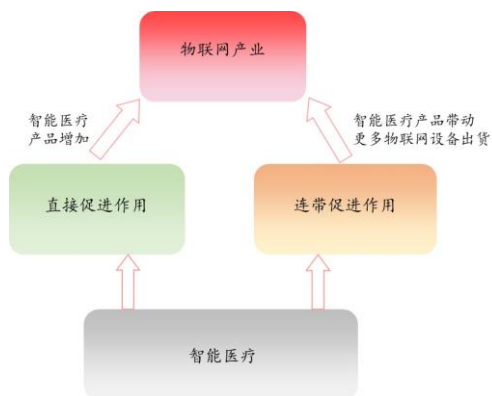 物联网产业
智能医疗
产品增加
智能医疗产品带动
更多物联网设备出货
直接促进作用
连带促进作用
智能医疗